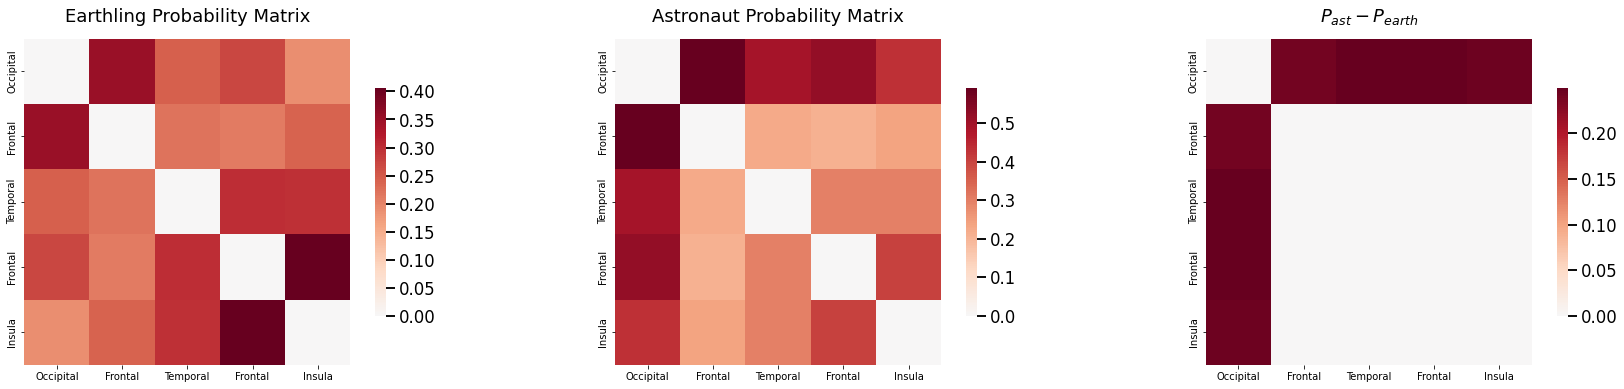 Earthling Probability Matrix
Occipital
Frontal
Temporal
Frontal
Insula
Occipital Frontal Temporal Frontal Insula
0.40
0.35
0.30
0.25
0.20
0.15
0.10
0.05
0.00
Astronaut Probability Matrix
Occipital
Frontal
Temporal
Frontal
Insula
Occipital Frontal Temporal Frontal Insula
0.5
0.4
0.3
0.2
0.1
0.0
P_ast − P_earth
Occipital
Frontal
Temporal
Frontal
Insula
Occipital Frontal Temporal Frontal Insula
0.20
0.15
0.10
0.05
0.00